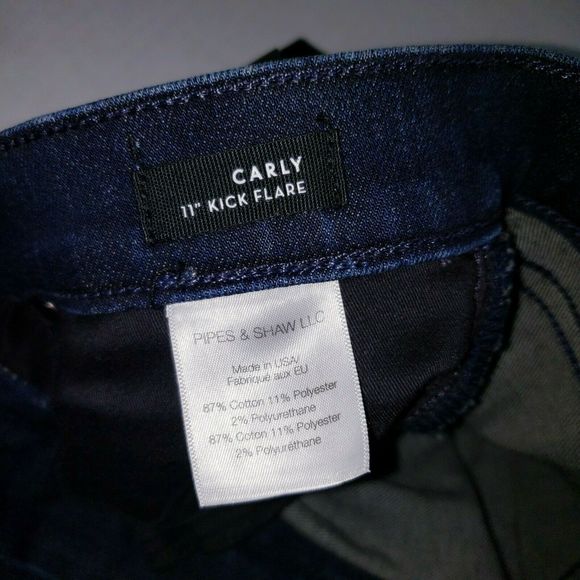 CARLY
11" KICK FLARE
PIPES & SHAW LLC
Made in USA/
Fabriqué aux EU
87% Cotton 11% Polyester
2% Polyurethane
87% Cotton 11% Polyester
2% Polyuréthane